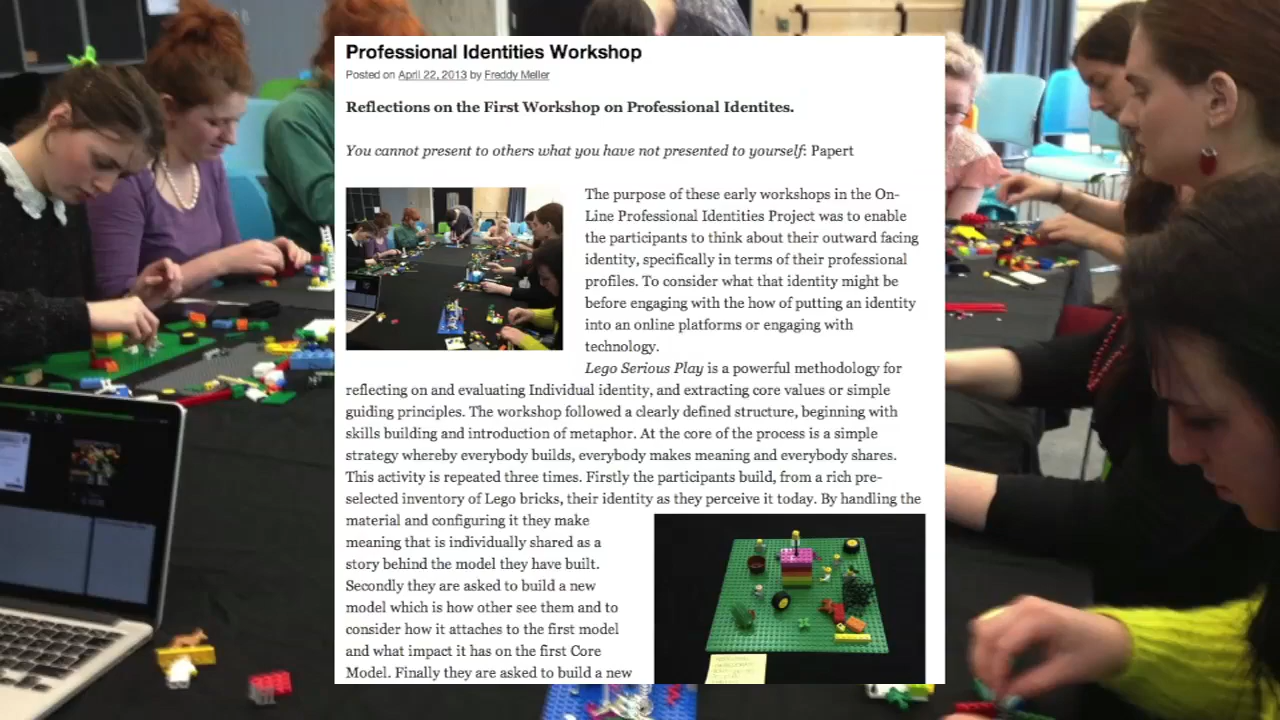 Professional Identities Workshop
Posted on April 22, 2013 by Freddy Meller
Reflections on the First Workshop on Professional Identites.
You cannot present to others what you have not presented to yourself: Papert
The purpose of these early workshops in the On-
Line Professional Identities Project was to enable
the participants to think about their outward facing
identity, specifically in terms of their professional
profiles. To consider what that identity might be
before engaging with the how of putting an identity
into an online platforms or engaging with
technology.
Lego Serious Play is a powerful methodology for
reflecting on and evaluating Individual identity, and extracting core values or simple
guiding principles. The workshop followed a clearly defined structure, beginning with
skills building and introduction of metaphor. At the core of the process is a simple
strategy whereby everybody builds, everybody makes meaning and everybody shares.
This activity is repeated three times. Firstly the participants build, from a rich pre-
selected inventory of Lego bricks, their identity as they perceive it today. By handling the
material and configuring it they make
meaning that is individually shared as a
story behind the model they have built.
Secondly they are asked to build a new
model which is how other see them and to
consider how it attaches to the first model
and what impact it has on the first Core
Model. Finally they are asked to build a new